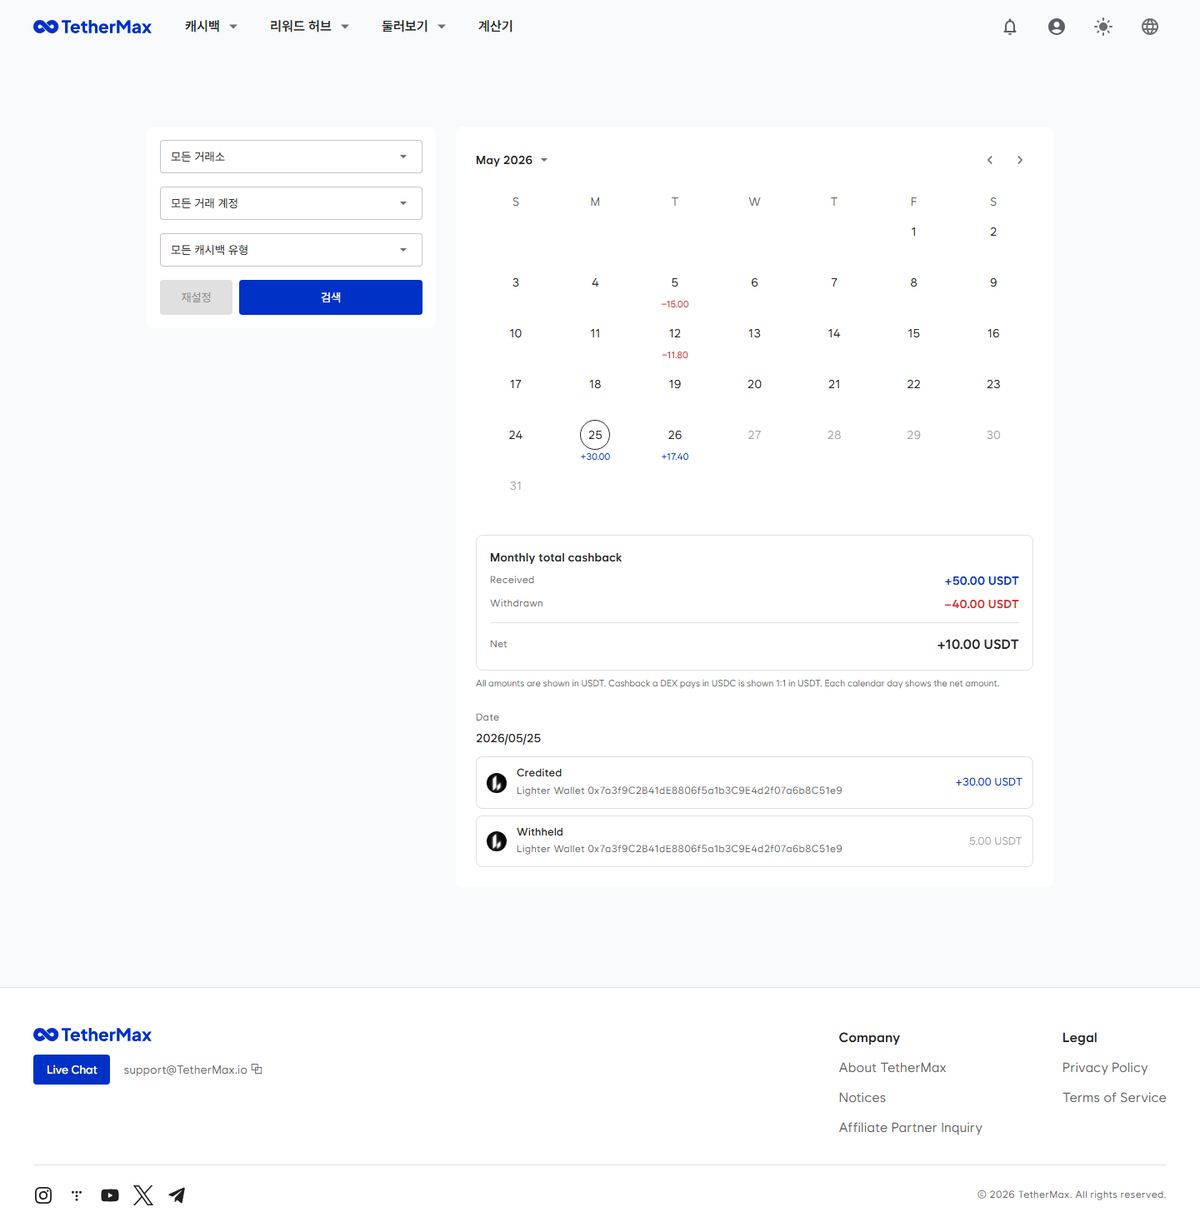 TetherMax 캐시백 리워드 허브 둘러보기 계산기
모든 거래소
모든 거래 계정
모든 캐시백 유형
재설정 검색
May 2026
S M T W T F S
1 2
3 4 5 6 7 8 9
−15.00
10 11 12 13 14 15 16
−11.80
17 18 19 20 21 22 23
24 25 26 27 28 29 30
+30.00 +17.40
31
Monthly total cashback
Received +50.00 USDT
Withdrawn −40.00 USDT
Net +10.00 USDT
All amounts are shown in USDT. Cashback a DEX pays in USDC is shown 1:1 in USDT. Each calendar day shows the net amount.
Date
2026/05/25
Credited
Lighter Wallet 0x7a3f9C2B41dE8806f5a1b3C9E4d2f07a6b8C51e9 +30.00 USDT
Withheld
Lighter Wallet 0x7a3f9C2B41dE8806f5a1b3C9E4d2f07a6b8C51e9 5.00 USDT
TetherMax
Live Chat support@TetherMax.io
Company
About TetherMax
Notices
Affiliate Partner Inquiry
Legal
Privacy Policy
Terms of Service
© 2026 TetherMax. All rights reserved.